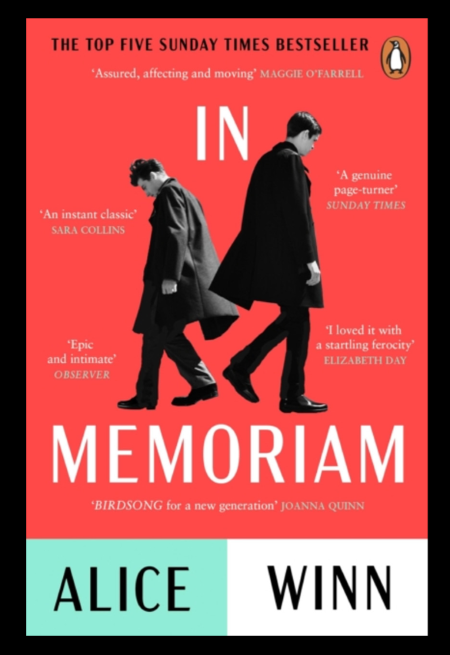 THE TOP FIVE SUNDAY TIMES BESTSELLER
‘Assured, affecting and moving’ MAGGIE O’FARRELL
IN
‘A genuine
page-turner’
SUNDAY TIMES
‘An instant classic’
SARA COLLINS
‘I loved it with
a startling ferocity’
ELIZABETH DAY
‘Epic
and intimate’
OBSERVER
MEMORIAM
‘BIRDSONG for a new generation’ JOANNA QUINN
ALICE
WINN